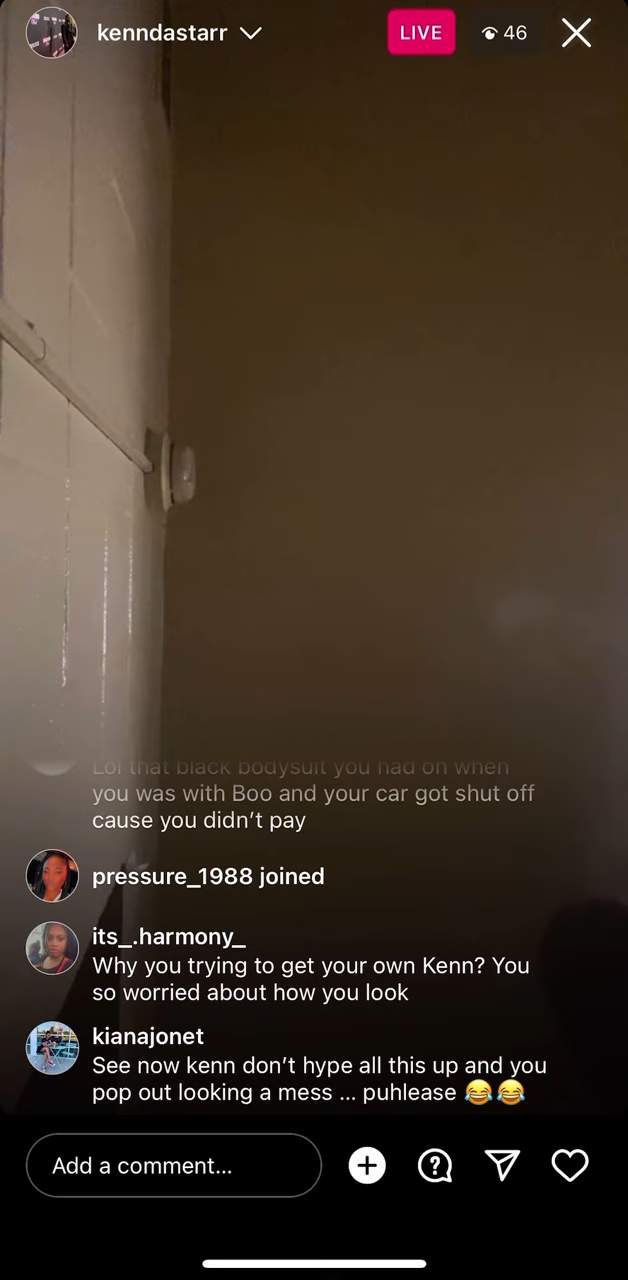 kenndastarr
LIVE
46
Lol that black bodysuit you had on when
you was with Boo and your car got shut off
cause you didn't pay
pressure_1988 joined
its_.harmony_
Why you trying to get your own Kenn? You
so worried about how you look
kianajonet
See now kenn don't hype all this up and you
pop out looking a mess ... puhlease 😂😂
Add a comment...